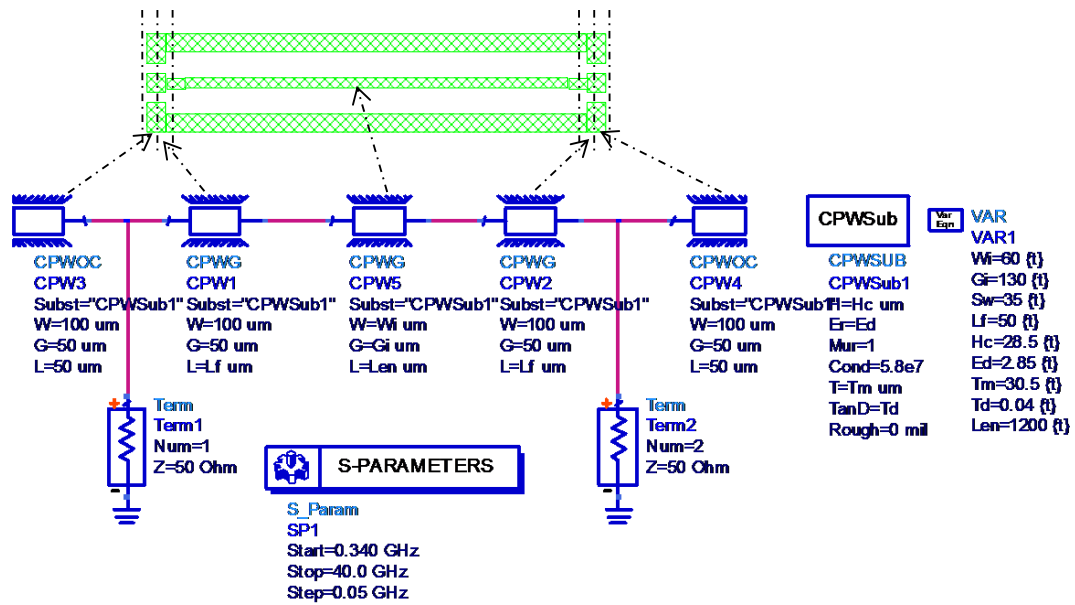 CPWOC
CPW3
Subst="CPWSub1"
W=100 um
G=50 um
L=50 um
CPWG
CPW1
Subst="CPWSub1"
W=100 um
G=50 um
L=Lf um
CPWG
CPW5
Subst="CPWSub1"
W=Wi um
G=Gi um
L=Len um
CPWG
CPW2
Subst="CPWSub1"
W=100 um
G=50 um
L=Lf um
CPWOC
CPW4
Subst="CPWSub1"
W=100 um
G=50 um
L=50 um
CPWSub
CPWSUB
CPWSub1
H=Hc um
Er=Ed
Mur=1
Cond=5.8e7
T=Tm um
TanD=Td
Rough=0 mil
Var
Eqn
VAR
VAR1
Wi=60 {t}
Gi=130 {t}
Sw=35 {t}
Lf=50 {t}
Hc=28.5 {t}
Ed=2.85 {t}
Tm=30.5 {t}
Td=0.04 {t}
Len=1200 {t}
+
Term
Term1
Num=1
Z=50 Ohm
-
+
Term
Term2
Num=2
Z=50 Ohm
-
S-PARAMETERS
S_Param
SP1
Start=0.340 GHz
Stop=40.0 GHz
Step=0.05 GHz